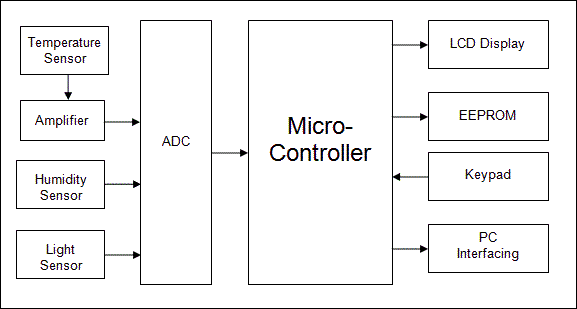 Temperature
Sensor
Amplifier
Humidity
Sensor
Light
Sensor
ADC
Micro-
Controller
LCD Display
EEPROM
Keypad
PC
Interfacing